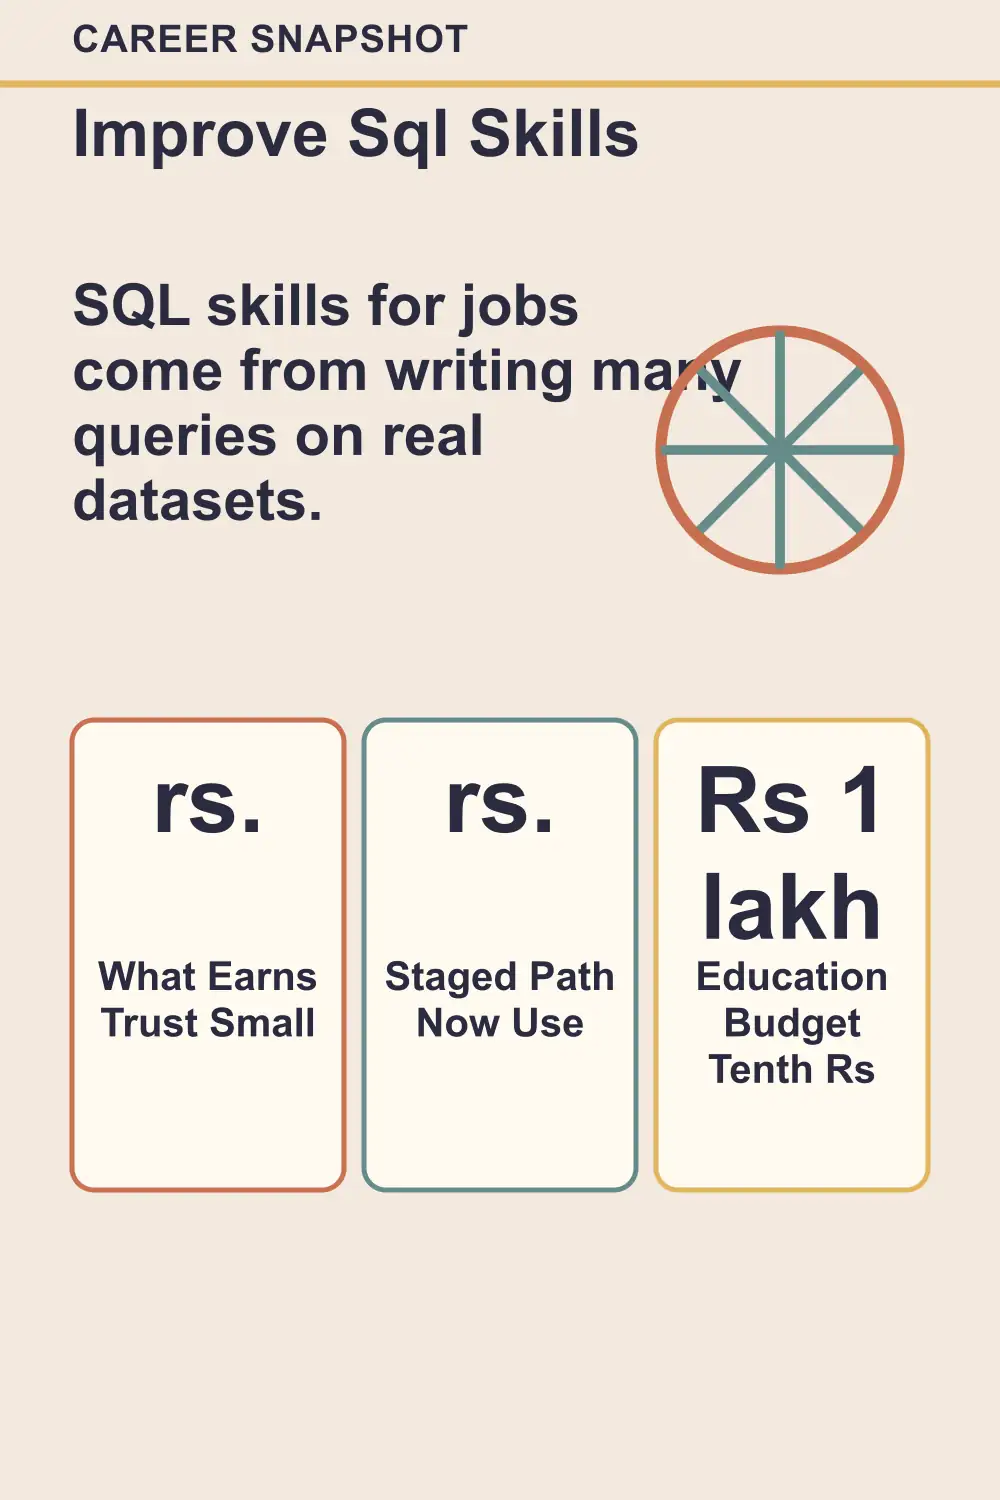 CAREER SNAPSHOT
Improve Sql Skills
SQL skills for jobs
come from writing many
queries on real
datasets.
rs.
What Earns
Trust Small
rs.
Staged Path
Now Use
Rs 1
lakh
Education
Budget
Tenth Rs